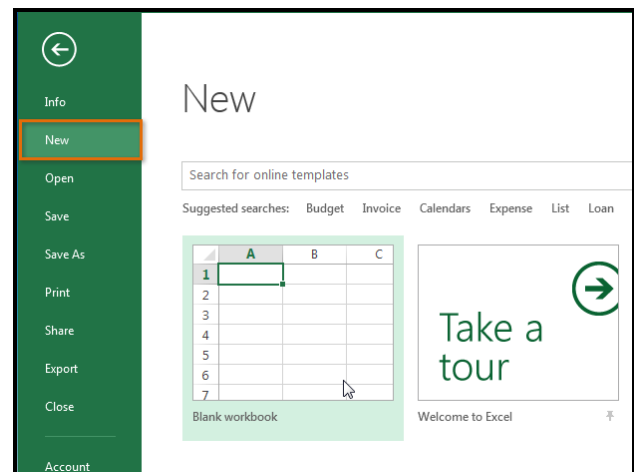 Info
New
Open
Save
Save As
Print
Share
Export
Close
Account
New
Search for online templates
Suggested searches: Budget Invoice Calendars Expense List Loan
A B C
1
2
3
4
5
6
7
Blank workbook
Take a
tour
Welcome to Excel